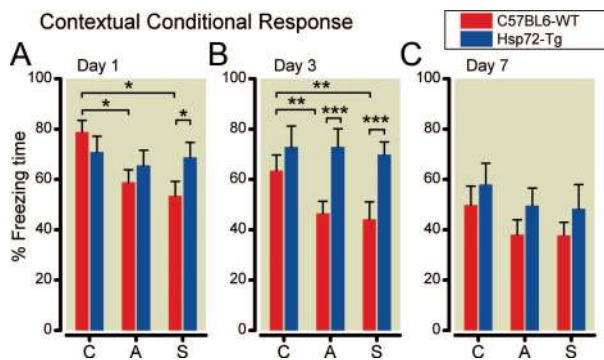 Contextual Conditional Response
C57BL6-WT
Hsp72-Tg
A Day 1
B Day 3
C Day 7
% Freezing time
100
80
60
40
20
0
* * *
** ** *** ***
C A S
100
80
60
40
20
0
C A S
100
80
60
40
20
0
C A S